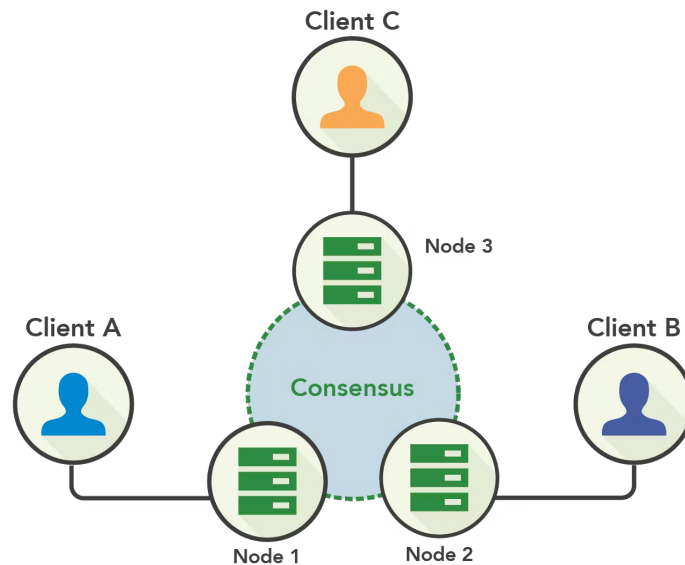 Client C
Node 3
Client A
Client B
Consensus
Node 1
Node 2